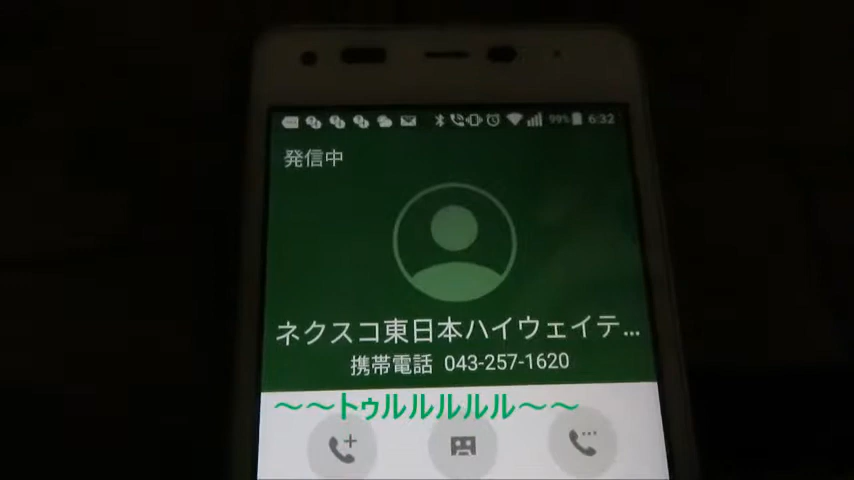 99% 6:32
発信中
ネクスコ東日本ハイウェイテ...
携帯電話 043-257-1620
～～トゥルルルルル～～